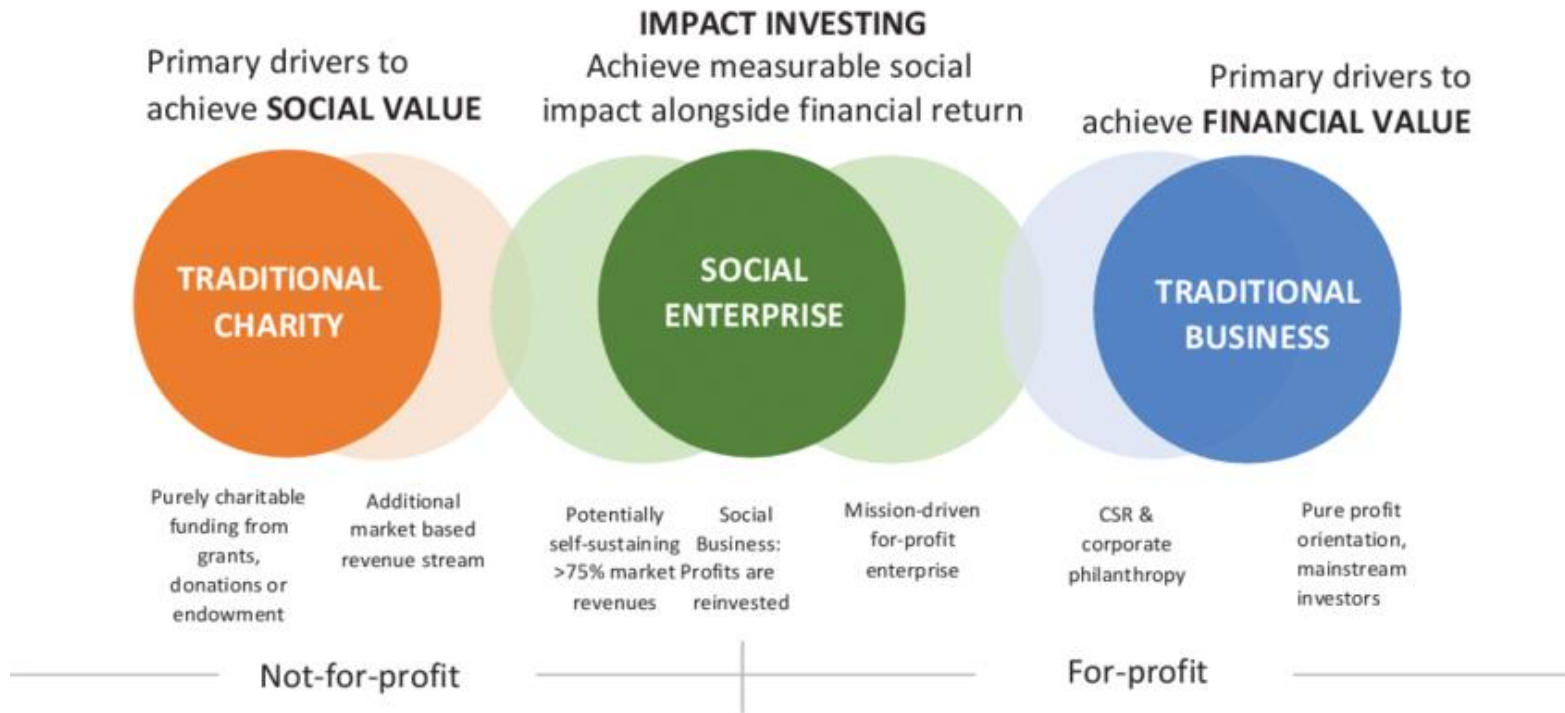 Primary drivers to
achieve SOCIAL VALUE
IMPACT INVESTING
Achieve measurable social
impact alongside financial return
Primary drivers to
achieve FINANCIAL VALUE
TRADITIONAL
CHARITY
SOCIAL
ENTERPRISE
TRADITIONAL
BUSINESS
Purely charitable
funding from
grants,
donations or
endowment
Additional
market based
revenue stream
Potentially
self-sustaining
>75% market
revenues
Social
Business:
Profits are
reinvested
Mission-driven
for-profit
enterprise
CSR &
corporate
philanthropy
Pure profit
orientation,
mainstream
investors
Not-for-profit
For-profit